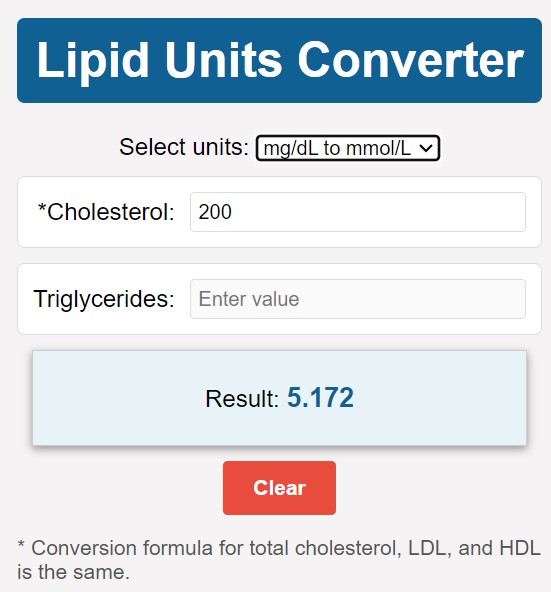 Lipid Units Converter
Select units: mg/dL to mmol/L
*Cholesterol: 200
Triglycerides: Enter value
Result: 5.172
Clear
* Conversion formula for total cholesterol, LDL, and HDL
is the same.